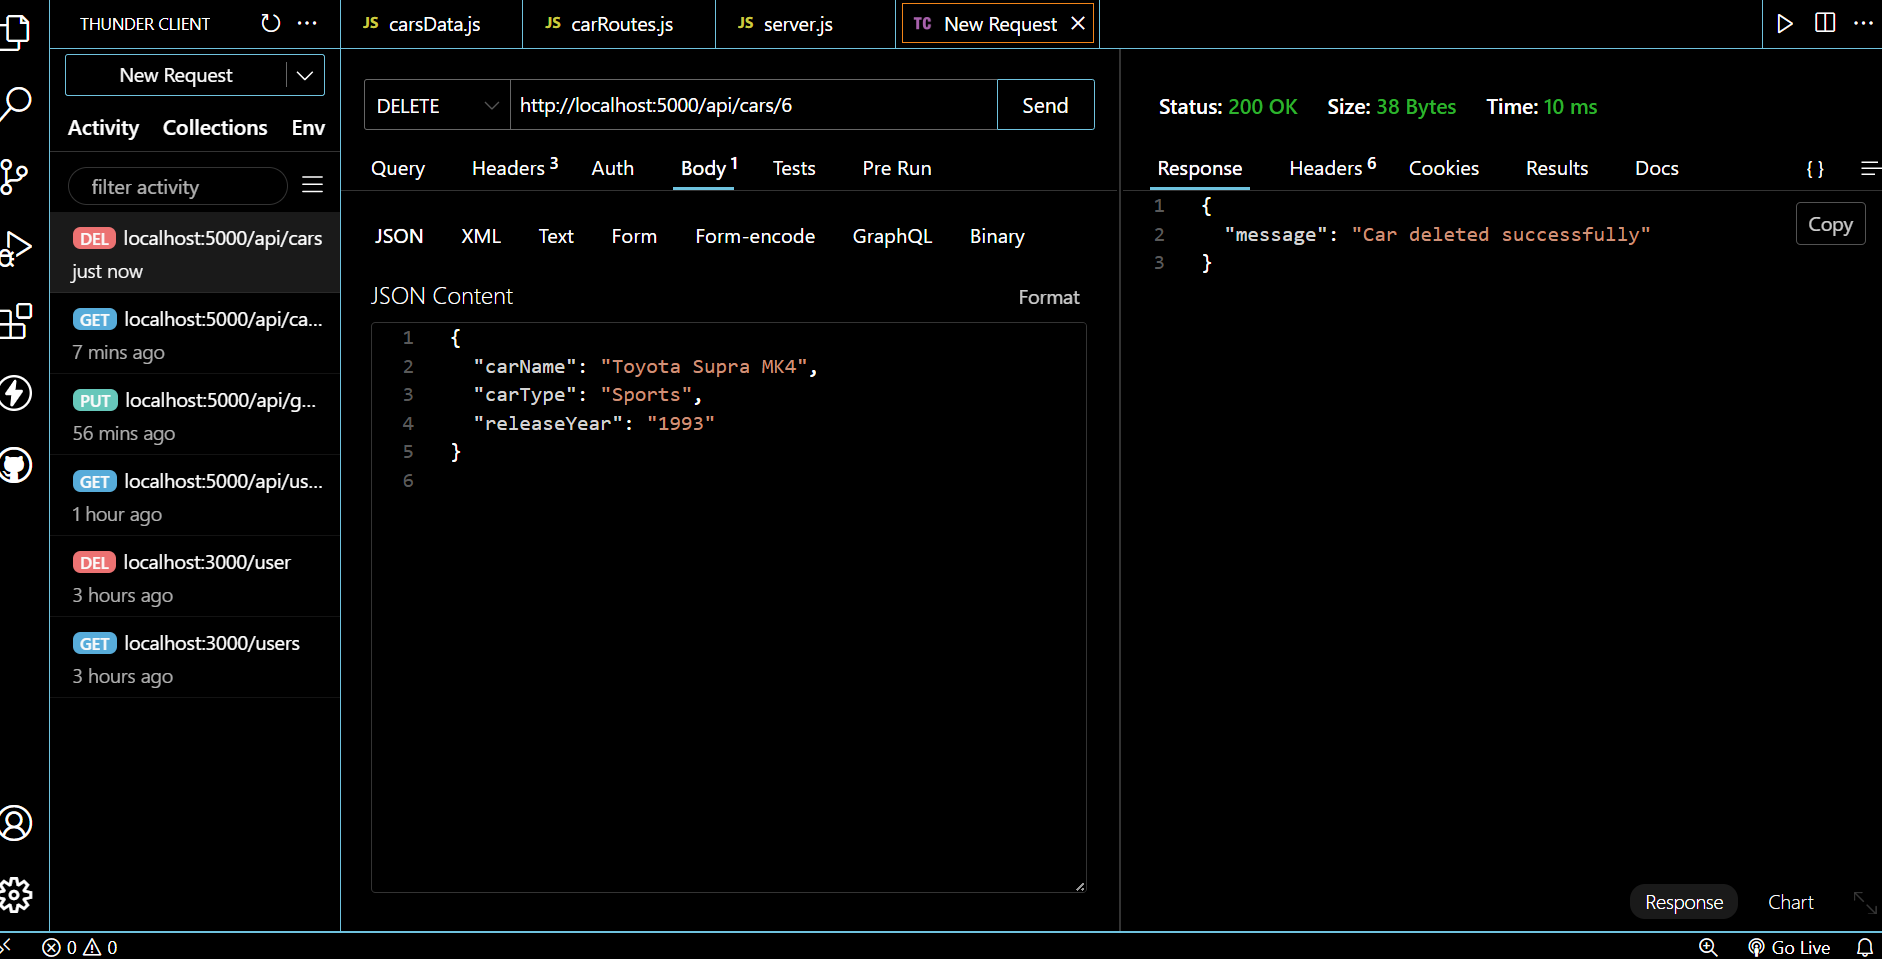 THUNDER CLIENT
New Request
Activity Collections Env
filter activity
DEL localhost:5000/api/cars
just now
GET localhost:5000/api/ca...
7 mins ago
PUT localhost:5000/api/g...
56 mins ago
GET localhost:5000/api/us...
1 hour ago
DEL localhost:3000/user
3 hours ago
GET localhost:3000/users
3 hours ago
JS carsData.js JS carRoutes.js JS server.js TC New Request
DELETE http://localhost:5000/api/cars/6 Send
Query Headers 3 Auth Body 1 Tests Pre Run
JSON XML Text Form Form-encode GraphQL Binary
JSON Content Format
1 {
2 "carName": "Toyota Supra MK4",
3 "carType": "Sports",
4 "releaseYear": "1993"
5 }
6
Status: 200 OK Size: 38 Bytes Time: 10 ms
Response Headers 6 Cookies Results Docs { }
1 {
2 "message": "Car deleted successfully"
3 }
Copy
Response Chart
0 0 Go Live